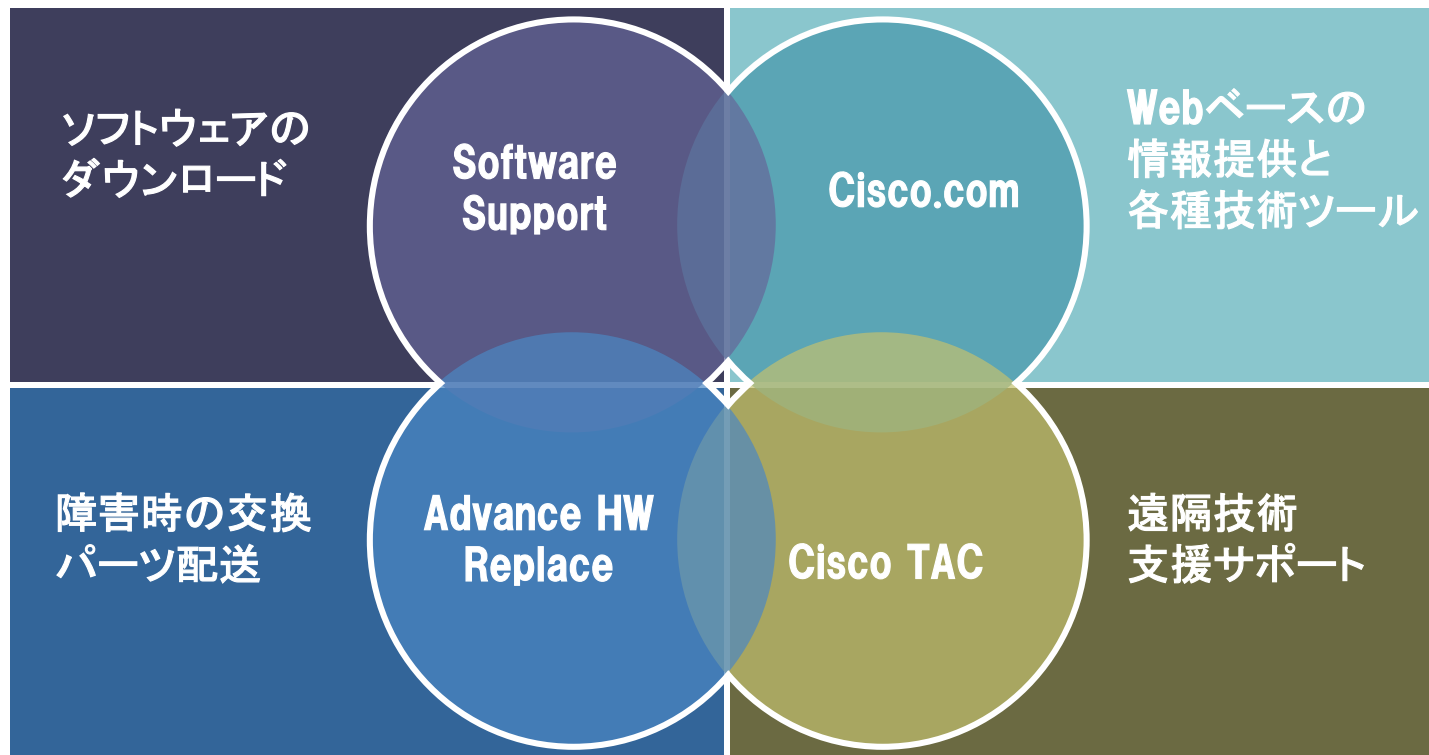 ソフトウェアの
ダウンロード
Software
Support
Cisco.com
Webベースの
情報提供と
各種技術ツール
障害時の交換
パーツ配送
Advance HW
Replace
Cisco TAC
遠隔技術
支援サポート